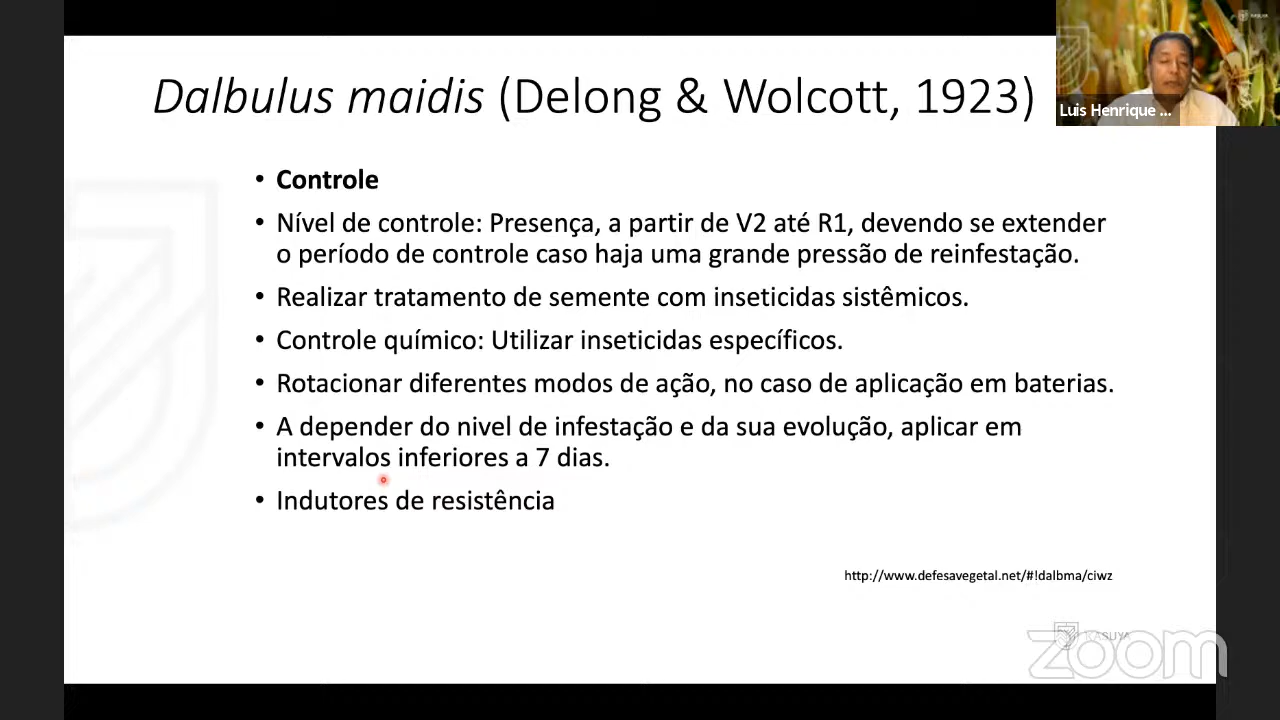 Dalbulus maidis (Delong & Wolcott, 1923)
Luis Henrique ...
• Controle
• Nível de controle: Presença, a partir de V2 até R1, devendo se extender
o período de controle caso haja uma grande pressão de reinfestação.
• Realizar tratamento de semente com inseticidas sistêmicos.
• Controle químico: Utilizar inseticidas específicos.
• Rotacionar diferentes modos de ação, no caso de aplicação em baterias.
• A depender do nivel de infestação e da sua evolução, aplicar em
intervalos inferiores a 7 dias.
• Indutores de resistência
http://www.defesavegetal.net/#!dalbma/ciwz
KASUYA
zoom